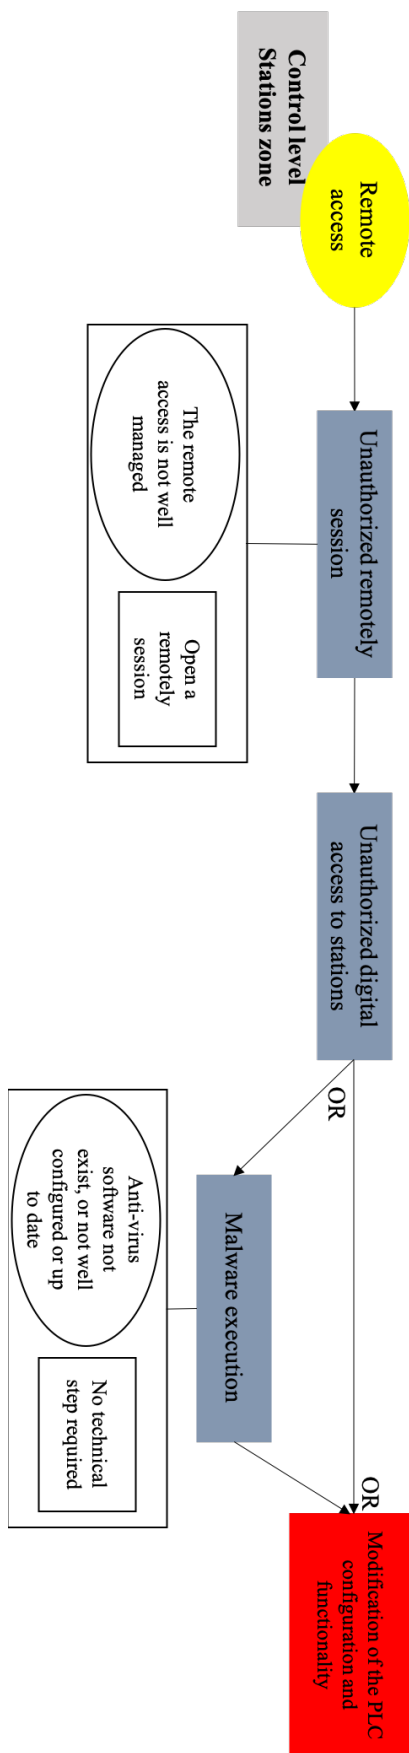 Control level
Stations zone
Remote
access
Unauthorized remotely
session
The remote
access is not well
managed
Open a
remotely
session
Unauthorized digital
access to stations
OR
OR
Malware execution
Anti-virus
software not
exist, or not well
configured or up
to date
No technical
step required
Modification of the PLC
configuration and
functionality